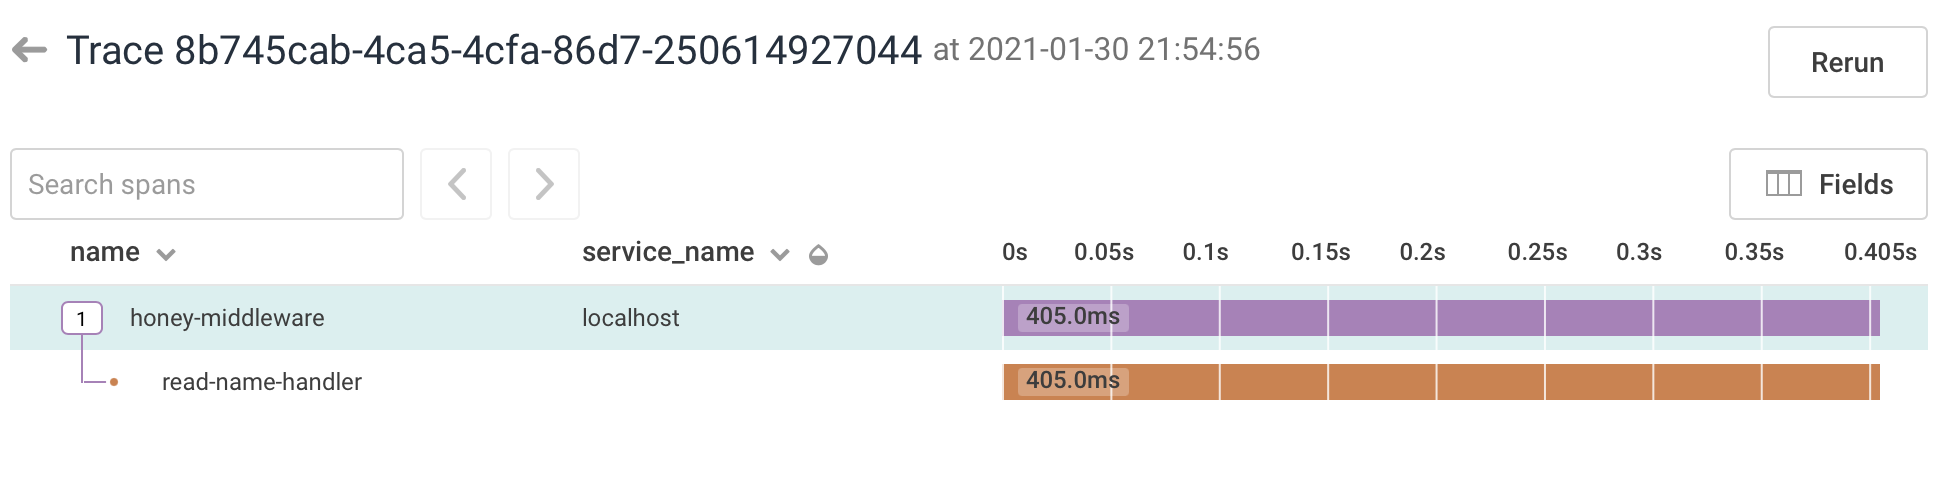 Trace 8b745cab-4ca5-4cfa-86d7-250614927044 at 2021-01-30 21:54:56
Rerun
Search spans
Fields
name service_name 0s 0.05s 0.1s 0.15s 0.2s 0.25s 0.3s 0.35s 0.405s
1 honey-middleware localhost 405.0ms
read-name-handler 405.0ms